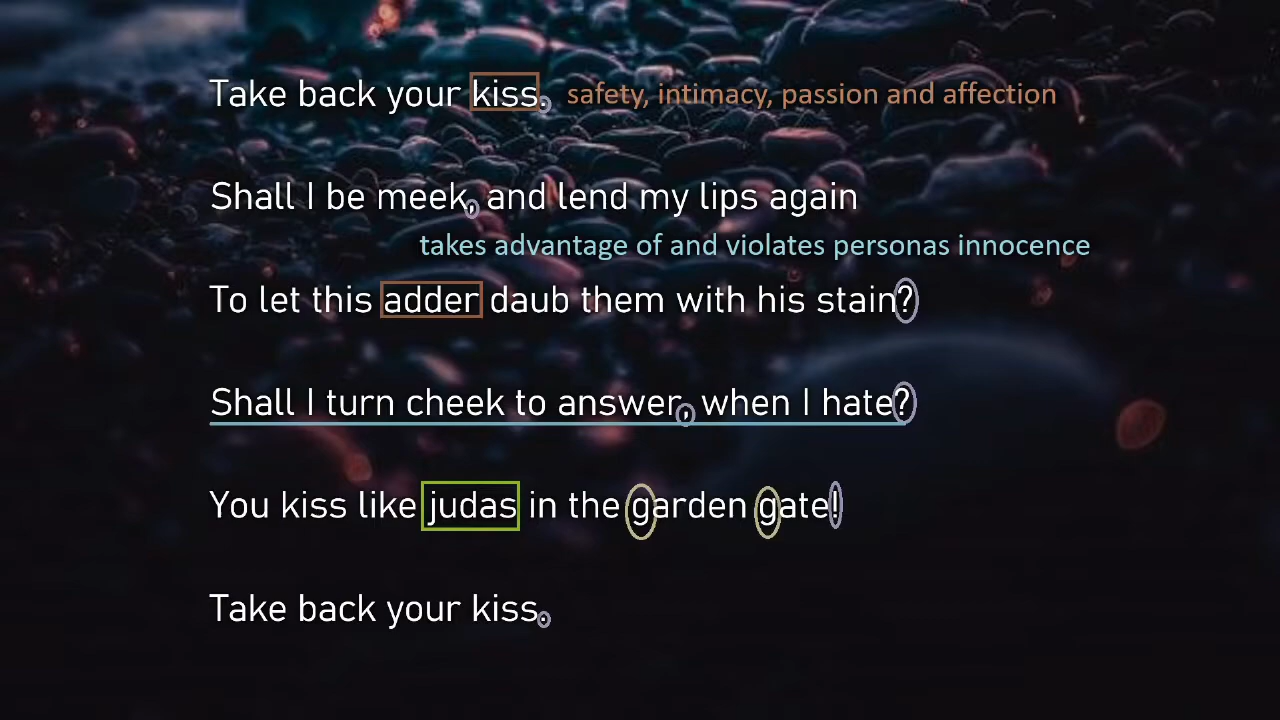 Take back your kiss. safety, intimacy, passion and affection
Shall I be meek, and lend my lips again
takes advantage of and violates personas innocence
To let this adder daub them with his stain?
Shall I turn cheek to answer, when I hate?
You kiss like judas in the garden gate!
Take back your kiss.